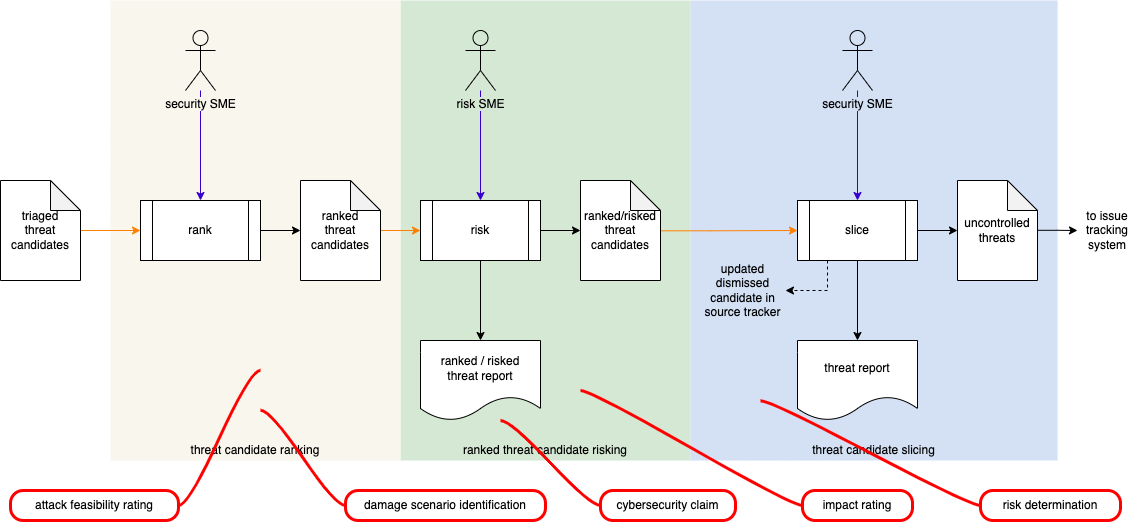 security SME
risk SME
security SME
triaged
threat
candidates
rank
ranked
threat
candidates
risk
ranked/risked
threat
candidates
slice
uncontrolled
threats
to issue
tracking
system
updated
dismissed
candidate in
source tracker
ranked / risked
threat report
threat report
threat candidate ranking
ranked threat candidate risking
threat candidate slicing
attack feasibility rating
damage scenario identification
cybersecurity claim
impact rating
risk determination